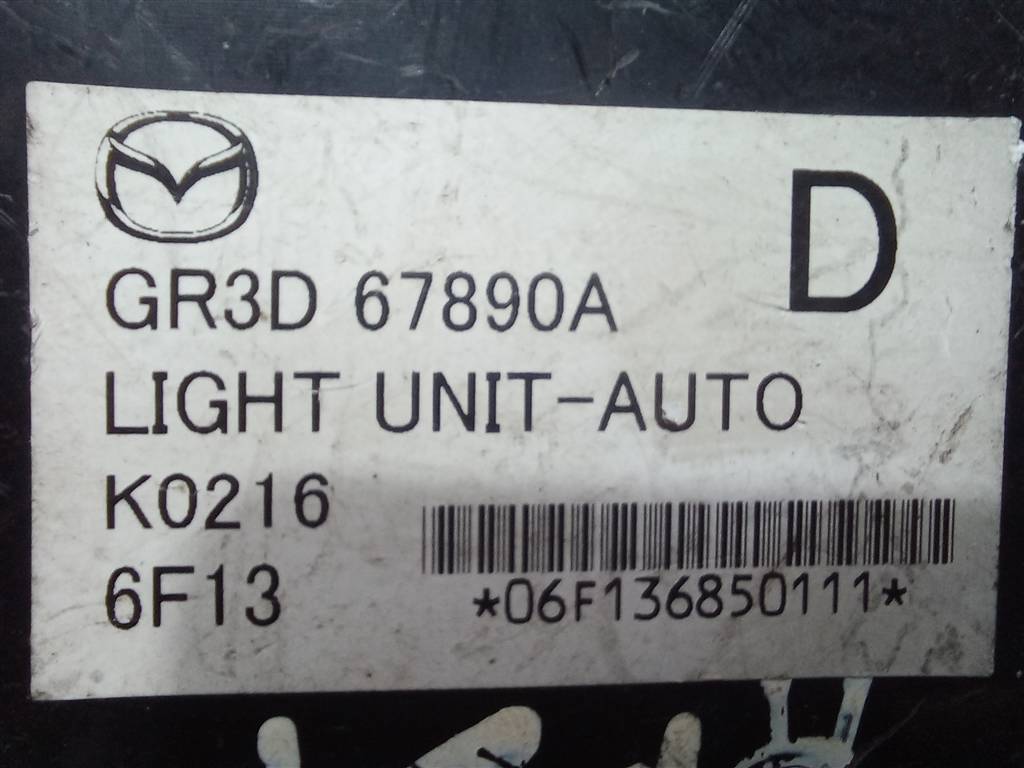 D
GR3D 67890A
LIGHT UNIT-AUTO
K0216
6F13
*06F136850111*